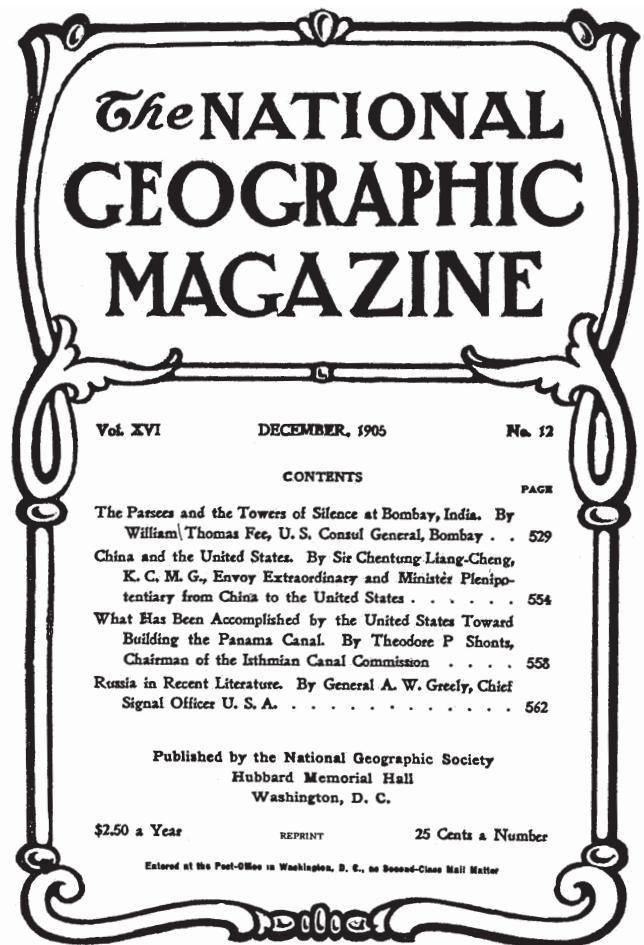 The NATIONAL
GEOGRAPHIC
MAGAZINE
Vol. XVI DECEMBER, 1905 No. 12
CONTENTS
PAGE
The Parsees and the Towers of Silence at Bombay, India. By
William Thomas Fee, U. S. Consul General, Bombay . . 529
China and the United States. By Sir Chentung Liang-Cheng,
K. C. M. G., Envoy Extraordinary and Minister Plenipo-
tentiary from China to the United States . . . . . . 554
What Has Been Accomplished by the United States Toward
Building the Panama Canal. By Theodore P Shonts,
Chairman of the Isthmian Canal Commission . . . . 558
Russia in Recent Literature. By General A. W. Greely, Chief
Signal Officer U. S. A. . . . . . . . . . . . . 562
Published by the National Geographic Society
Hubbard Memorial Hall
Washington, D. C.
$2.50 a Year REPRINT 25 Cents a Number
Entered at the Post-Office in Washington, D. C., as Second-Class Mail Matter